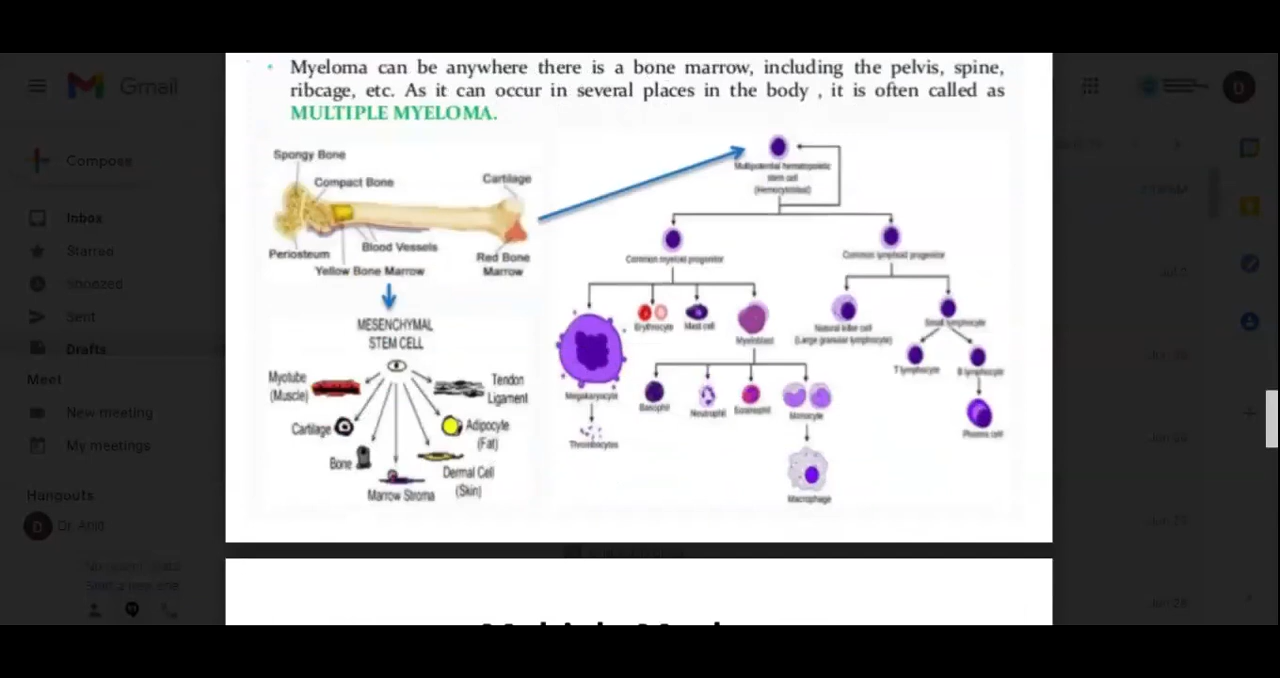 Myeloma can be anywhere there is a bone marrow, including the pelvis, spine,
ribcage, etc. As it can occur in several places in the body , it is often called as
MULTIPLE MYELOMA.
Spongy Bone
Compact Bone
Cartilage
Periosteum
Blood Vessels
Yellow Bone Marrow
Red Bone
Marrow
MESENCHYMAL
STEM CELL
Myotube
(Muscle)
Tendon
Ligament
Cartilage
Adipocyte
(Fat)
Bone
Dermal Cell
(Skin)
Marrow Stroma
Multipotential hematopoietic
stem cell
(Hemocytoblast)
Common myeloid progenitor
Common lymphoid progenitor
Erythrocyte
Mast cell
Myeloblast
Natural killer cell
(Large granular lymphocyte)
Small lymphocyte
T lymphocyte
B lymphocyte
Megakaryocyte
Basophil
Neutrophil
Eosinophil
Monocyte
Plasma cell
Thrombocytes
Macrophage
Gmail
Compose
Inbox
Starred
Snoozed
Sent
Drafts
Meet
New meeting
My meetings
Hangouts
D
D